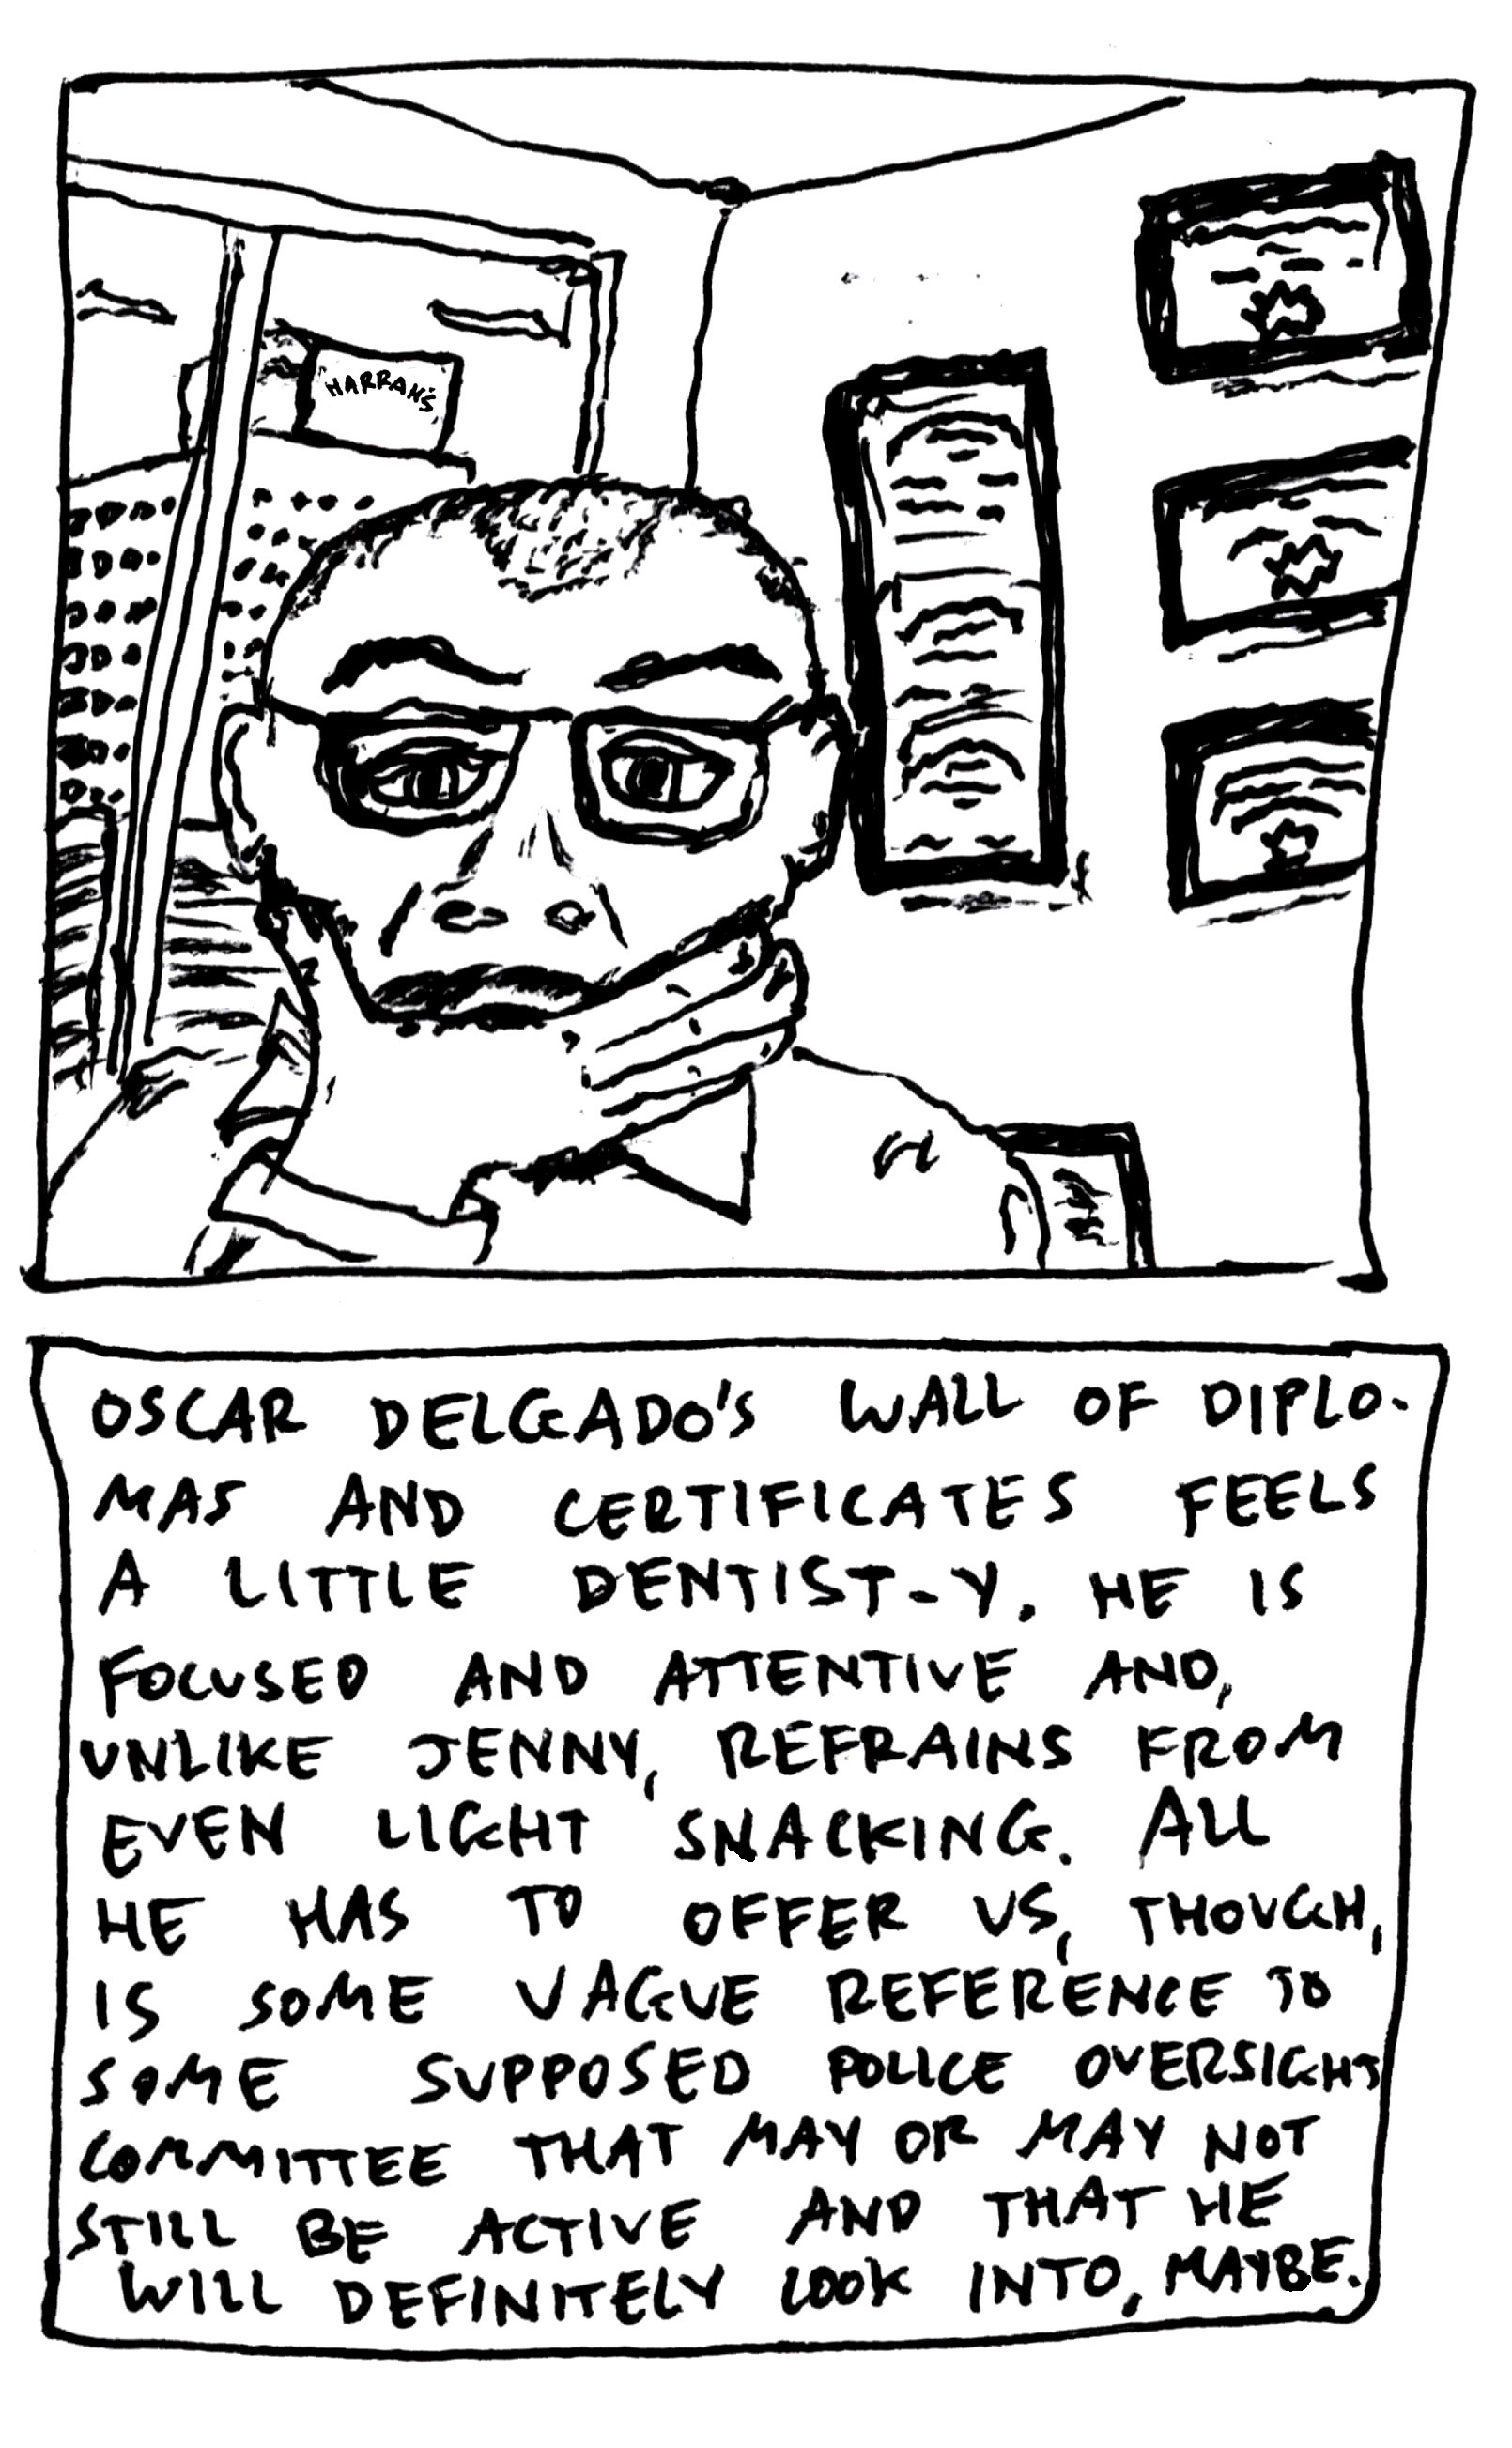 "HARRAH'S"
OSCAR DELGADO'S WALL OF DIPLO-
MAS AND CERTIFICATES FEELS
A LITTLE DENTIST-Y. HE IS
FOCUSED AND ATTENTIVE AND,
UNLIKE JENNY, REFRAINS FROM
EVEN LIGHT SNACKING. ALL
HE HAS TO OFFER US, THOUGH,
IS SOME VAGUE REFERENCE TO
SOME SUPPOSED POLICE OVERSIGHT
COMMITTEE THAT MAY OR MAY NOT
STILL BE ACTIVE AND THAT HE
WILL DEFINITELY LOOK INTO, MAYBE.